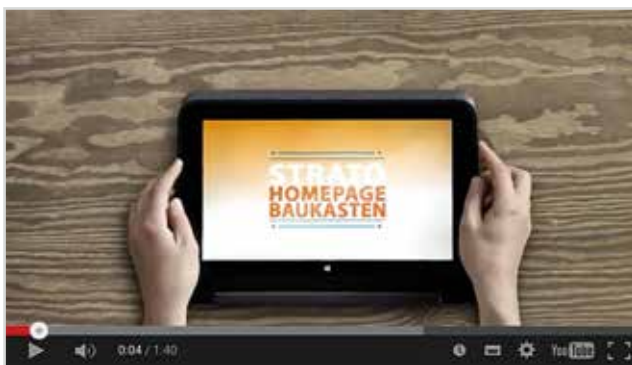 STRATO
HOMEPAGE
BAUKASTEN
0:04 / 1:40
YouTube